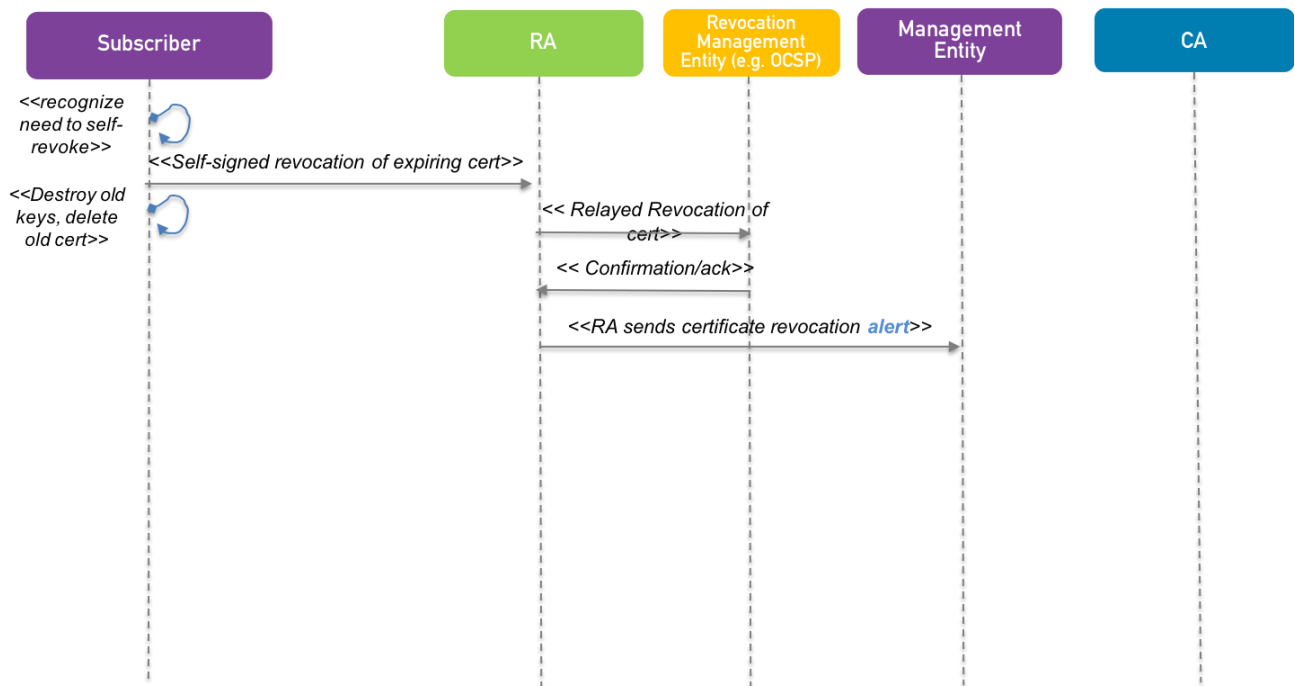 Subscriber
RA
Revocation
Management
Entity (e.g. OCSP)
Management
Entity
CA
<<recognize
need to self-
revoke>>
<<Self-signed revocation of expiring cert>>
<<Destroy old
keys, delete
old cert>>
<< Relayed Revocation of
cert>>
<< Confirmation/ack>>
<<RA sends certificate revocation alert>>